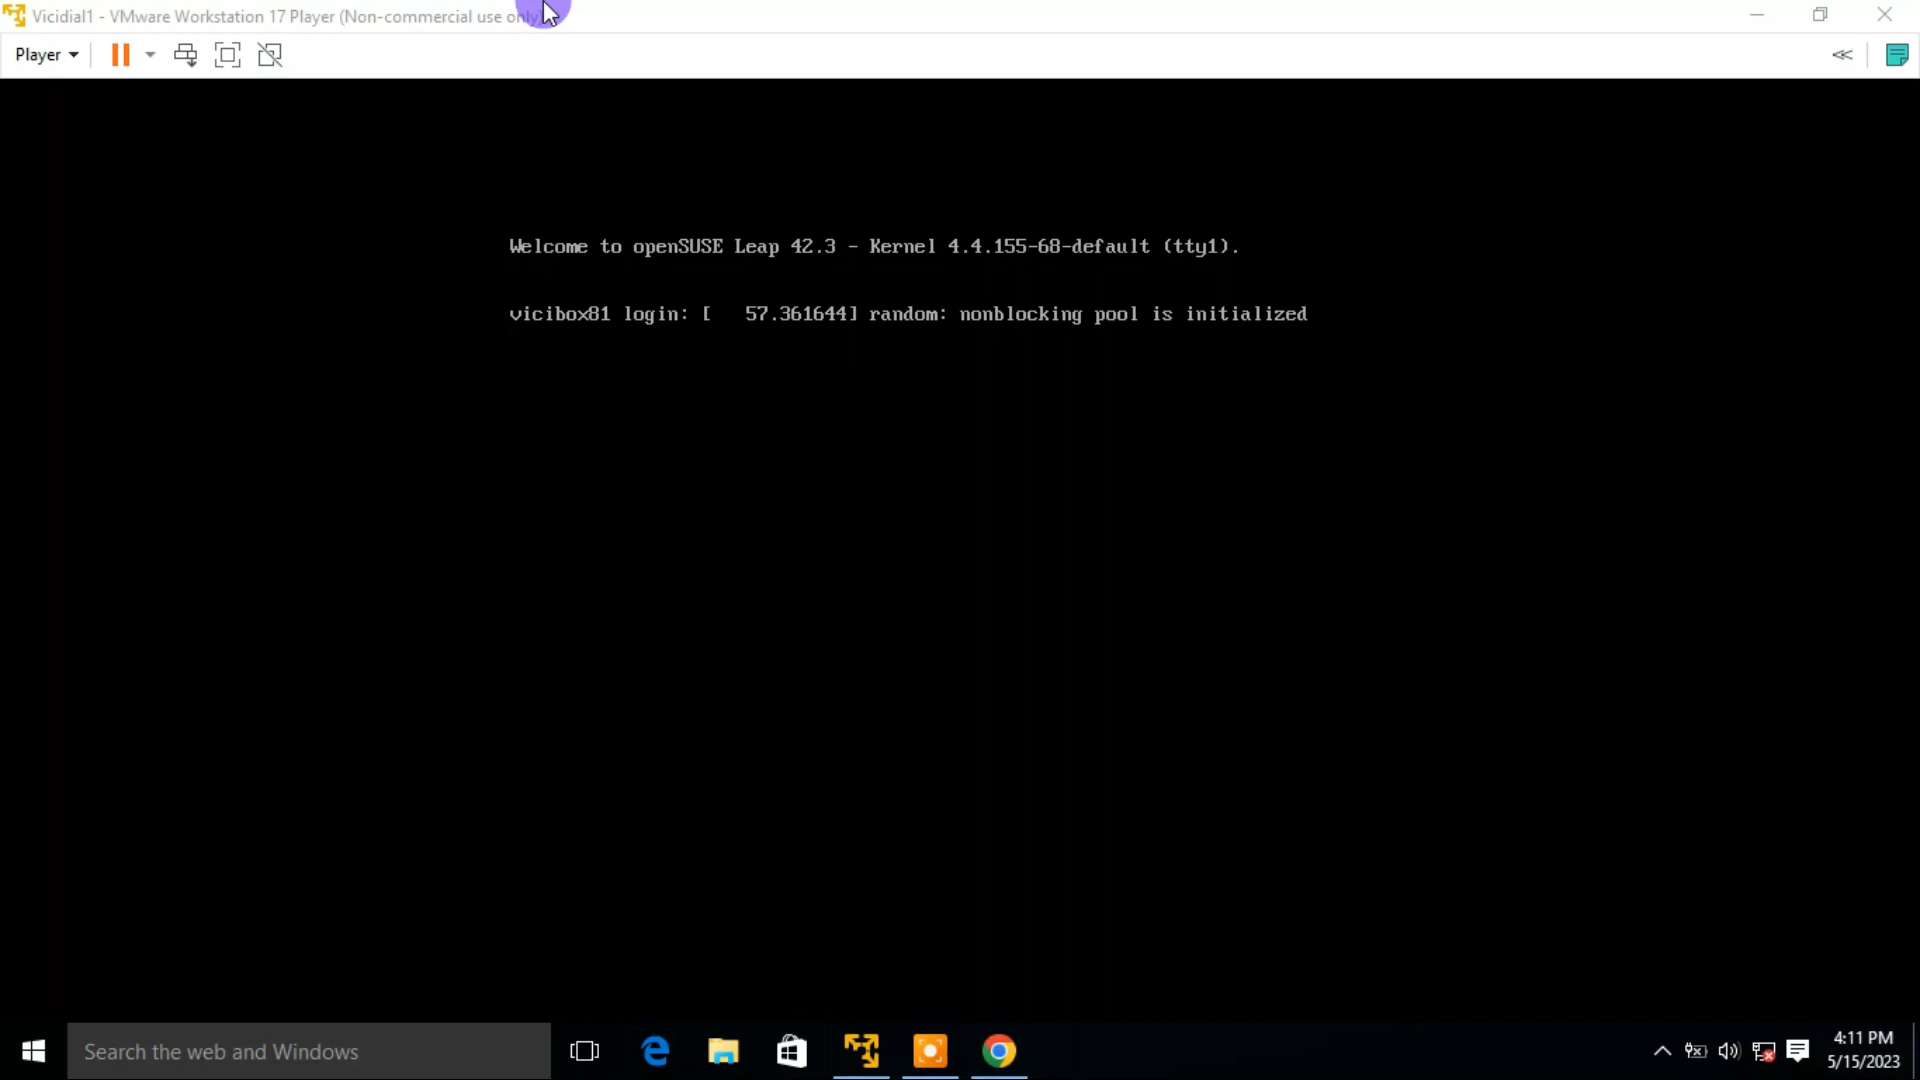 Vicidial1 - VMware Workstation 17 Player (Non-commercial use only)
Player
Welcome to openSUSE Leap 42.3 - Kernel 4.4.155-68-default (tty1).
vicibox81 login: [   57.361644] random: nonblocking pool is initialized
Search the web and Windows
4:11 PM
5/15/2023